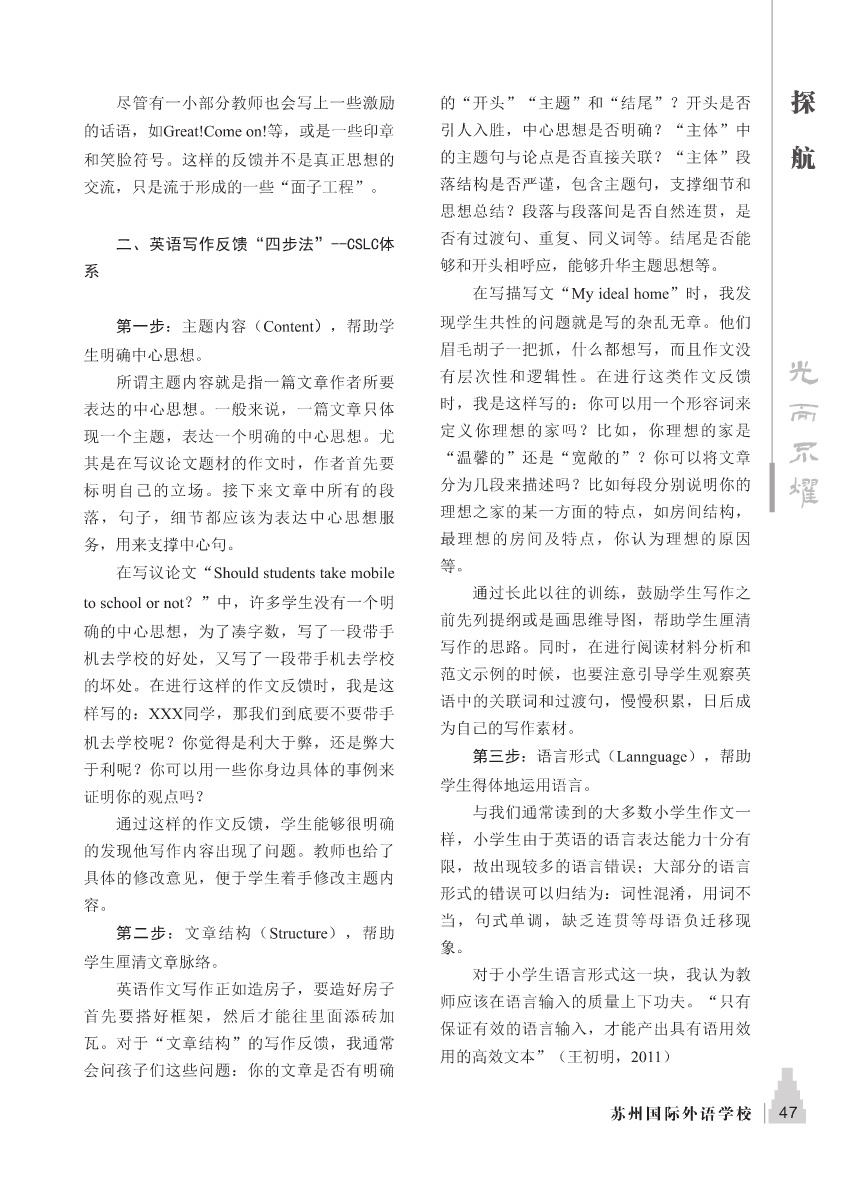 尽管有一小部分教师也会写上一些激励
的话语，如Great!Come on!等，或是一些印章
和笑脸符号。这样的反馈并不是真正思想的
交流，只是流于形成的一些“面子工程”。
二、英语写作反馈“四步法”--CSLC体
系
第一步：主题内容（Content），帮助学
生明确中心思想。
所谓主题内容就是指一篇文章作者所要
表达的中心思想。一般来说，一篇文章只体
现一个主题，表达一个明确的中心思想。尤
其是在写议论文题材的作文时，作者首先要
标明自己的立场。接下来文章中所有的段
落，句子，细节都应该为表达中心思想服
务，用来支撑中心句。
在写议论文“Should students take mobile
to school or not？”中，许多学生没有一个明
确的中心思想，为了凑字数，写了一段带手
机去学校的好处，又写了一段带手机去学校
的坏处。在进行这样的作文反馈时，我是这
样写的：XXX同学，那我们到底要不要带手
机去学校呢？你觉得是利大于弊，还是弊大
于利呢？你可以用一些你身边具体的事例来
证明你的观点吗？
通过这样的作文反馈，学生能够很明确
的发现他写作内容出现了问题。教师也给了
具体的修改意见，便于学生着手修改主题内
容。
第二步：文章结构（Structure），帮助
学生厘清文章脉络。
英语作文写作正如造房子，要造好房子
首先要搭好框架，然后才能往里面添砖加
瓦。对于“文章结构”的写作反馈，我通常
会问孩子们这些问题：你的文章是否有明确
的“开头”“主题”和“结尾”？开头是否
引人入胜，中心思想是否明确？“主体”中
的主题句与论点是否直接关联？“主体”段
落结构是否严谨，包含主题句，支撑细节和
思想总结？段落与段落间是否自然连贯，是
否有过渡句、重复、同义词等。结尾是否能
够和开头相呼应，能够升华主题思想等。
在写描写文“My ideal home”时，我发
现学生共性的问题就是写的杂乱无章。他们
眉毛胡子一把抓，什么都想写，而且作文没
有层次性和逻辑性。在进行这类作文反馈
时，我是这样写的：你可以用一个形容词来
定义你理想的家吗？比如，你理想的家是
“温馨的”还是“宽敞的”？你可以将文章
分为几段来描述吗？比如每段分别说明你的
理想之家的某一方面的特点，如房间结构，
最理想的房间及特点，你认为理想的原因
等。
通过长此以往的训练，鼓励学生写作之
前先列提纲或是画思维导图，帮助学生厘清
写作的思路。同时，在进行阅读材料分析和
范文示例的时候，也要注意引导学生观察英
语中的关联词和过渡句，慢慢积累，日后成
为自己的写作素材。
第三步：语言形式（Lannguage），帮助
学生得体地运用语言。
与我们通常读到的大多数小学生作文一
样，小学生由于英语的语言表达能力十分有
限，故出现较多的语言错误；大部分的语言
形式的错误可以归结为：词性混淆，用词不
当，句式单调，缺乏连贯等母语负迁移现
象。
对于小学生语言形式这一块，我认为教
师应该在语言输入的质量上下功夫。“只有
保证有效的语言输入，才能产出具有语用效
用的高效文本”（王初明，2011）
探航
光而不耀
苏州国际外语学校 47